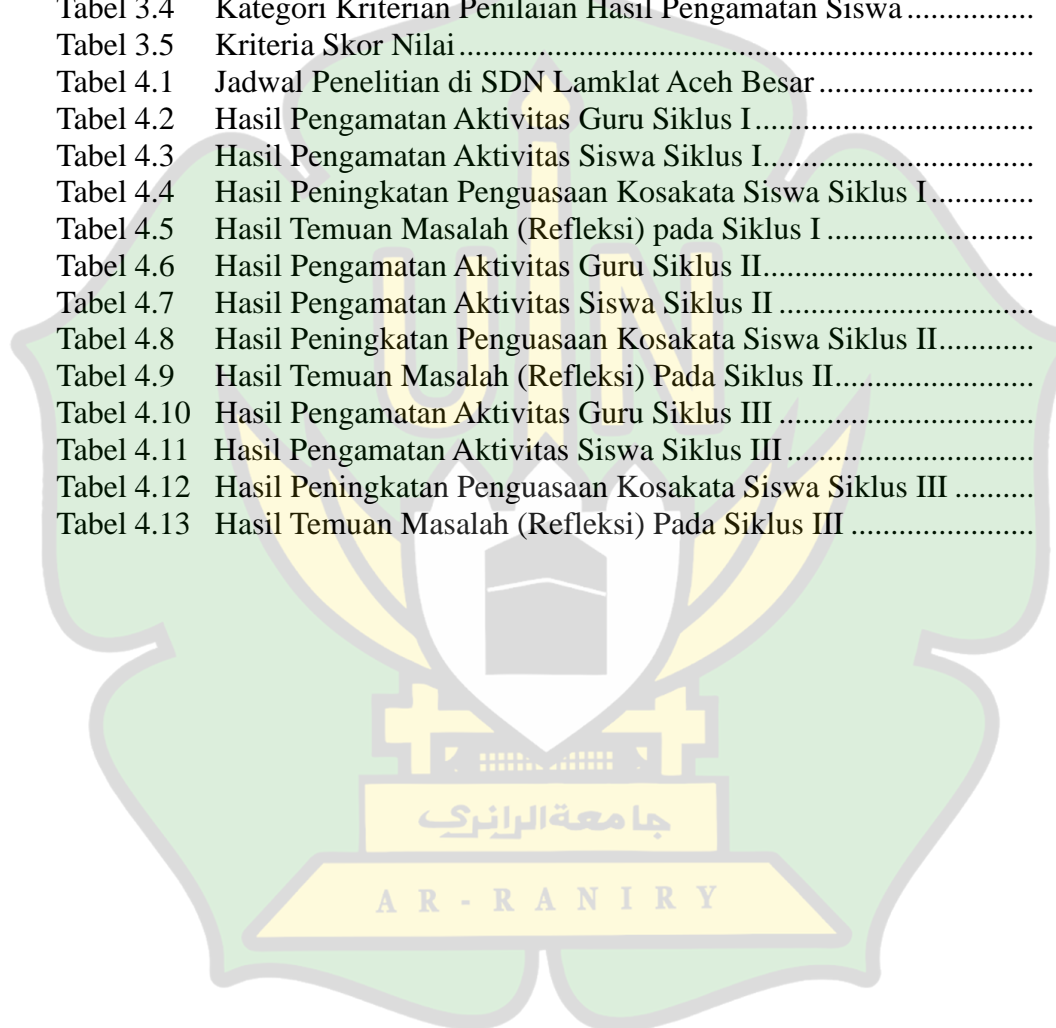 Tabel 3.4 Kategori Kriterian Penilaian Hasil Pengamatan Siswa ................
Tabel 3.5 Kriteria Skor Nilai ........................................................................
Tabel 4.1 Jadwal Penelitian di SDN Lamklat Aceh Besar ...........................
Tabel 4.2 Hasil Pengamatan Aktivitas Guru Siklus I ...................................
Tabel 4.3 Hasil Pengamatan Aktivitas Siswa Siklus I..................................
Tabel 4.4 Hasil Peningkatan Penguasaan Kosakata Siswa Siklus I .............
Tabel 4.5 Hasil Temuan Masalah (Refleksi) pada Siklus I ..........................
Tabel 4.6 Hasil Pengamatan Aktivitas Guru Siklus II..................................
Tabel 4.7 Hasil Pengamatan Aktivitas Siswa Siklus II ................................
Tabel 4.8 Hasil Peningkatan Penguasaan Kosakata Siswa Siklus II............
Tabel 4.9 Hasil Temuan Masalah (Refleksi) Pada Siklus II.........................
Tabel 4.10 Hasil Pengamatan Aktivitas Guru Siklus III ................................
Tabel 4.11 Hasil Pengamatan Aktivitas Siswa Siklus III ...............................
Tabel 4.12 Hasil Peningkatan Penguasaan Kosakata Siswa Siklus III ..........
Tabel 4.13 Hasil Temuan Masalah (Refleksi) Pada Siklus III .......................
UIN
جامعة الرانري
AR-RANIRY